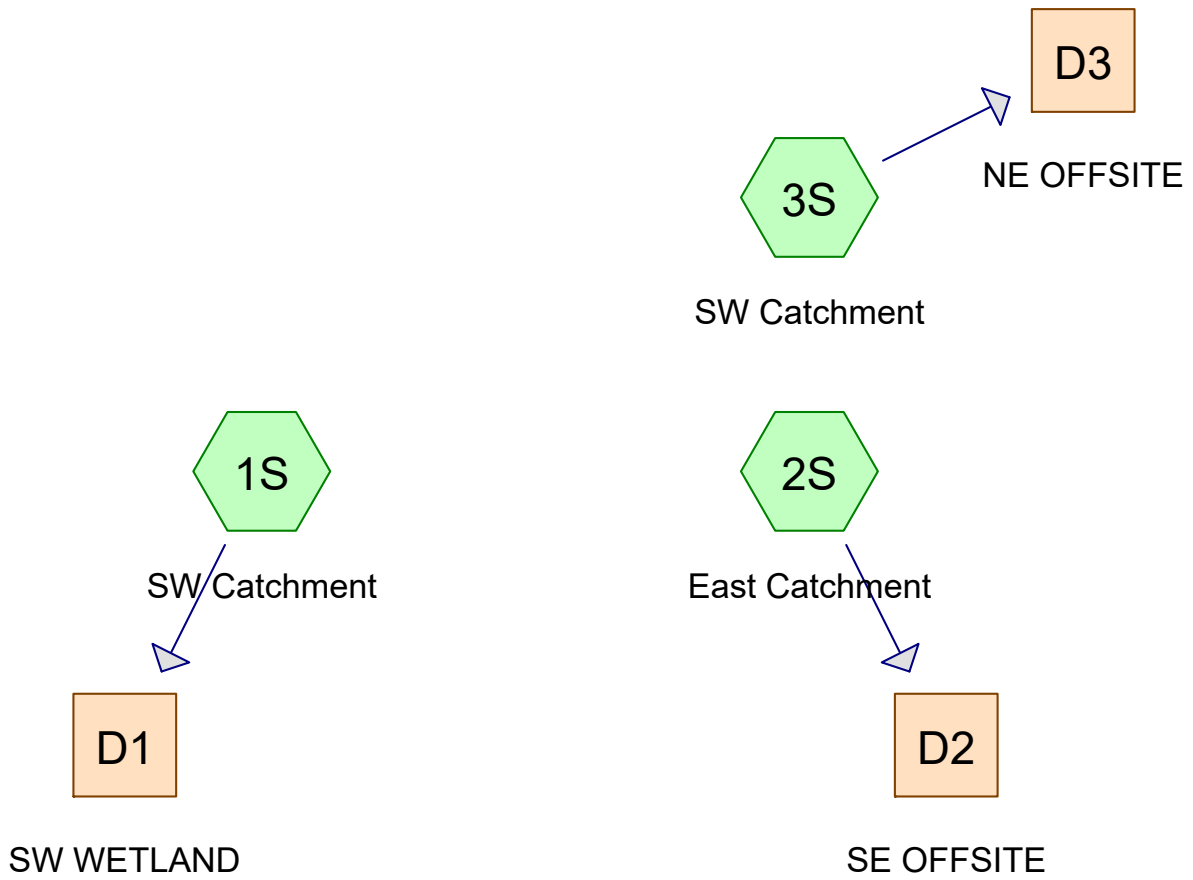 D3
NE OFFSITE
3S
SW Catchment
1S
SW Catchment
2S
East Catchment
D1
SW WETLAND
D2
SE OFFSITE